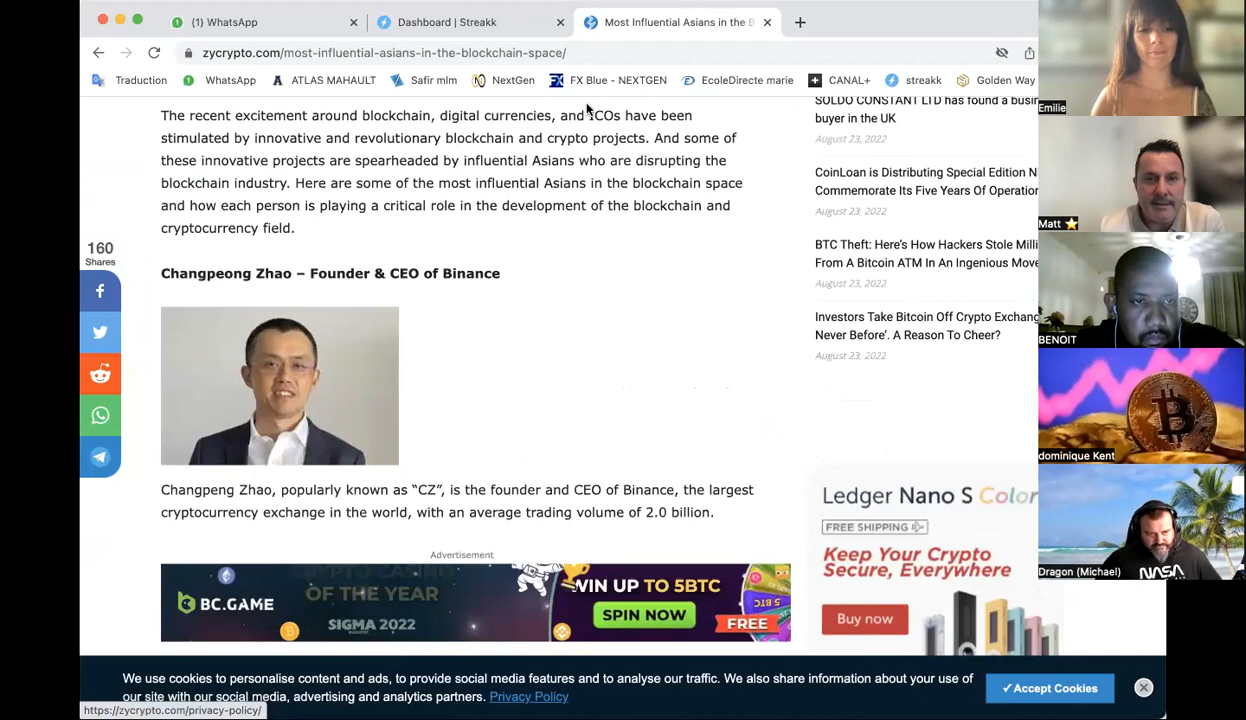 (1) WhatsApp
Dashboard | Streakk
Most Influential Asians in the B
zycrypto.com/most-influential-asians-in-the-blockchain-space/
Traduction
WhatsApp
ATLAS MAHAULT
Safir mlm
NextGen
FX Blue - NEXTGEN
EcoleDirecte marie
CANAL+
streakk
Golden Way
The recent excitement around blockchain, digital currencies, and ICOs have been
stimulated by innovative and revolutionary blockchain and crypto projects. And some of
these innovative projects are spearheaded by influential Asians who are disrupting the
blockchain industry. Here are some of the most influential Asians in the blockchain space
and how each person is playing a critical role in the development of the blockchain and
cryptocurrency field.
160
Shares
Changpeong Zhao – Founder & CEO of Binance
Changpeng Zhao, popularly known as “CZ”, is the founder and CEO of Binance, the largest
cryptocurrency exchange in the world, with an average trading volume of 2.0 billion.
Advertisement
BC.GAME
CRYPTO CASINO
OF THE YEAR
SIGMA 2022
WIN UP TO 5BTC
SPIN NOW
FREE
5 BTC
SOLDO CONSTANT LTD has found a busin
buyer in the UK
August 23, 2022
CoinLoan is Distributing Special Edition N
Commemorate Its Five Years Of Operation
August 23, 2022
BTC Theft: Here’s How Hackers Stole Milli
From A Bitcoin ATM In An Ingenious Move
August 23, 2022
Investors Take Bitcoin Off Crypto Exchang
Never Before’. A Reason To Cheer?
August 23, 2022
Ledger Nano S Color
FREE SHIPPING
Keep Your Crypto
Secure, Everywhere
Buy now
Emilie
Matt
BENOIT
dominique Kent
Dragon (Michael)
NASA
We use cookies to personalise content and ads, to provide social media features and to analyse our traffic. We also share information about your use of
our site with our social media, advertising and analytics partners. Privacy Policy
✓Accept Cookies
https://zycrypto.com/privacy-policy/